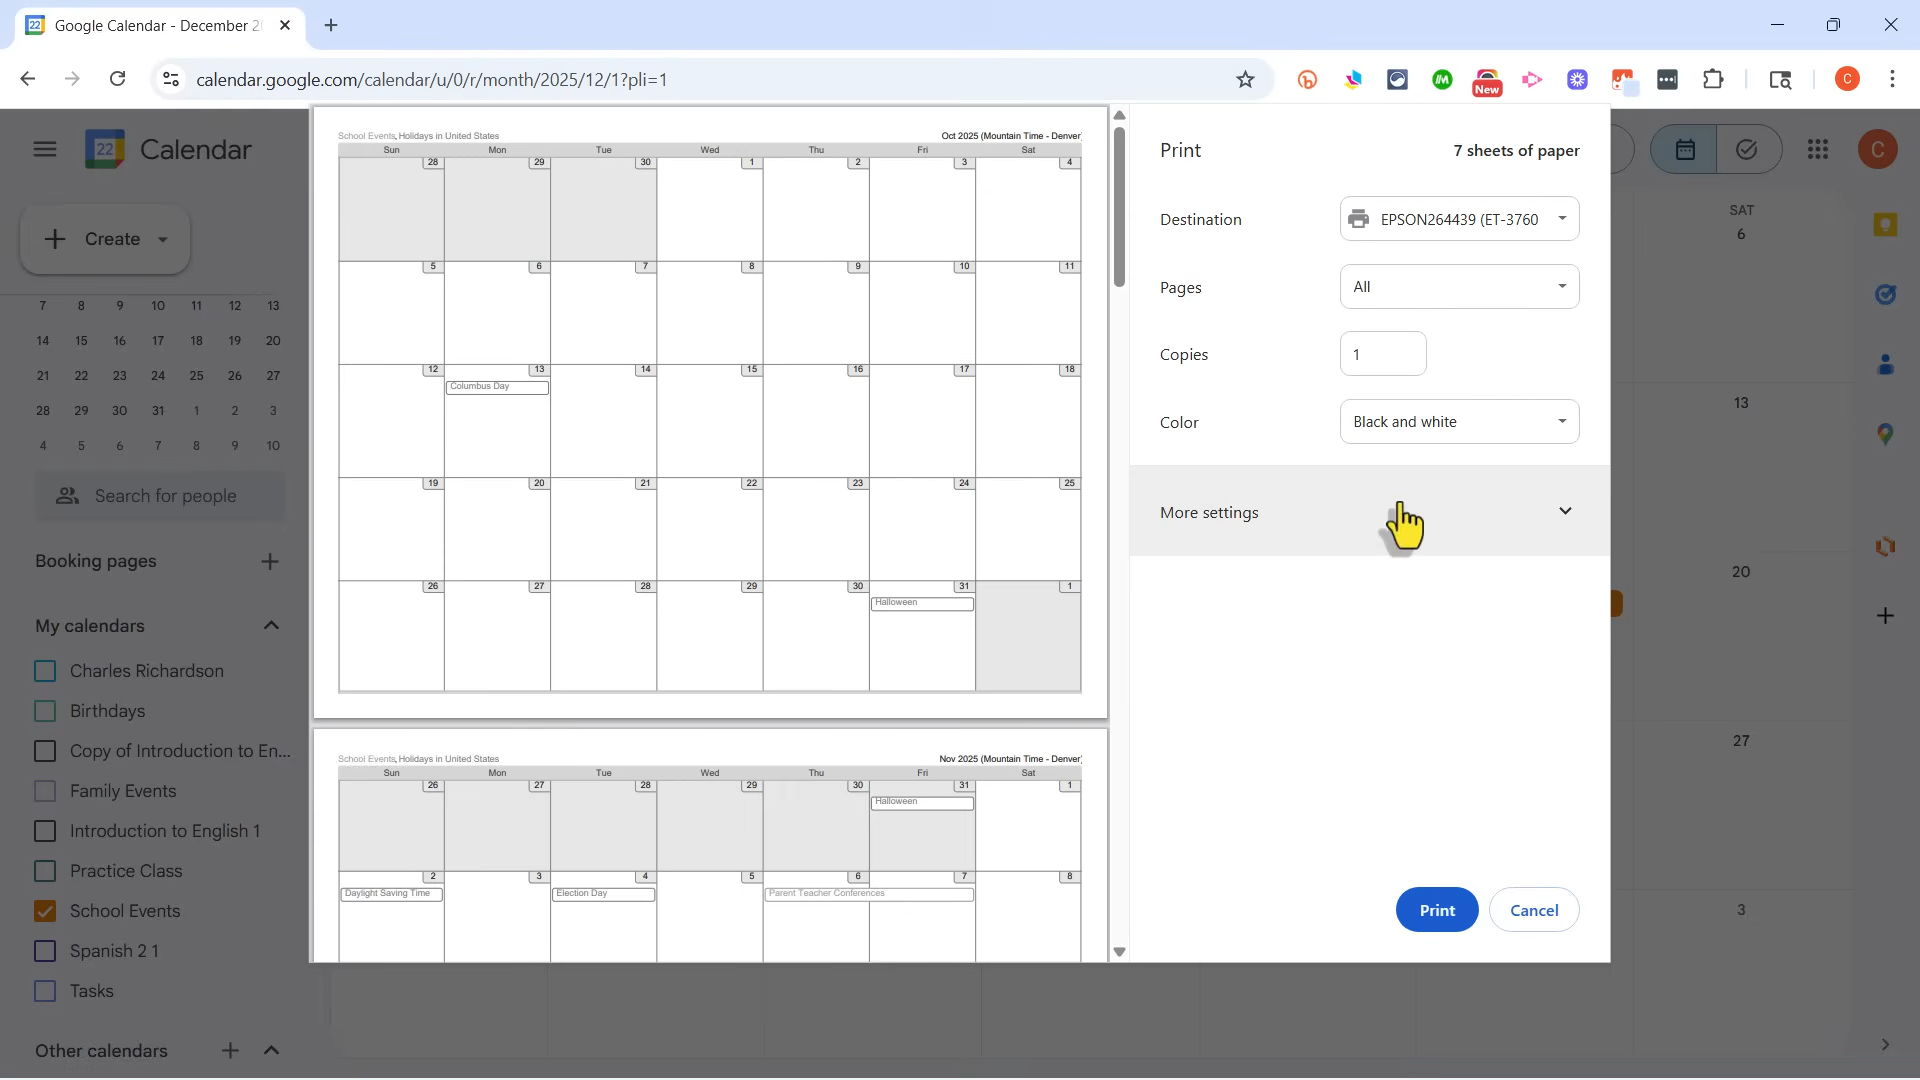 Google Calendar - December 2
calendar.google.com/calendar/u/0/r/month/2025/12/1?pli=1
New
C
22 Calendar
C
Create
7 8 9 10 11 12 13
14 15 16 17 18 19 20
21 22 23 24 25 26 27
28 29 30 31 1 2 3
4 5 6 7 8 9 10
Search for people
Booking pages
My calendars
Charles Richardson
Birthdays
Copy of Introduction to En...
Family Events
Introduction to English 1
Practice Class
School Events
Spanish 2 1
Tasks
Other calendars
School Events, Holidays in United States Oct 2025 (Mountain Time - Denver)
Sun Mon Tue Wed Thu Fri Sat
28 29 30 1 2 3 4
5 6 7 8 9 10 11
12 13 14 15 16 17 18
Columbus Day
19 20 21 22 23 24 25
26 27 28 29 30 31 1
Halloween
School Events, Holidays in United States Nov 2025 (Mountain Time - Denver)
Sun Mon Tue Wed Thu Fri Sat
26 27 28 29 30 31 1
Halloween
2 3 4 5 6 7 8
Daylight Saving Time Election Day Parent Teacher Conferences
Print 7 sheets of paper
Destination EPSON264439 (ET-3760
Pages All
Copies 1
Color Black and white
More settings
Print Cancel
SAT
6
13
20
27
3